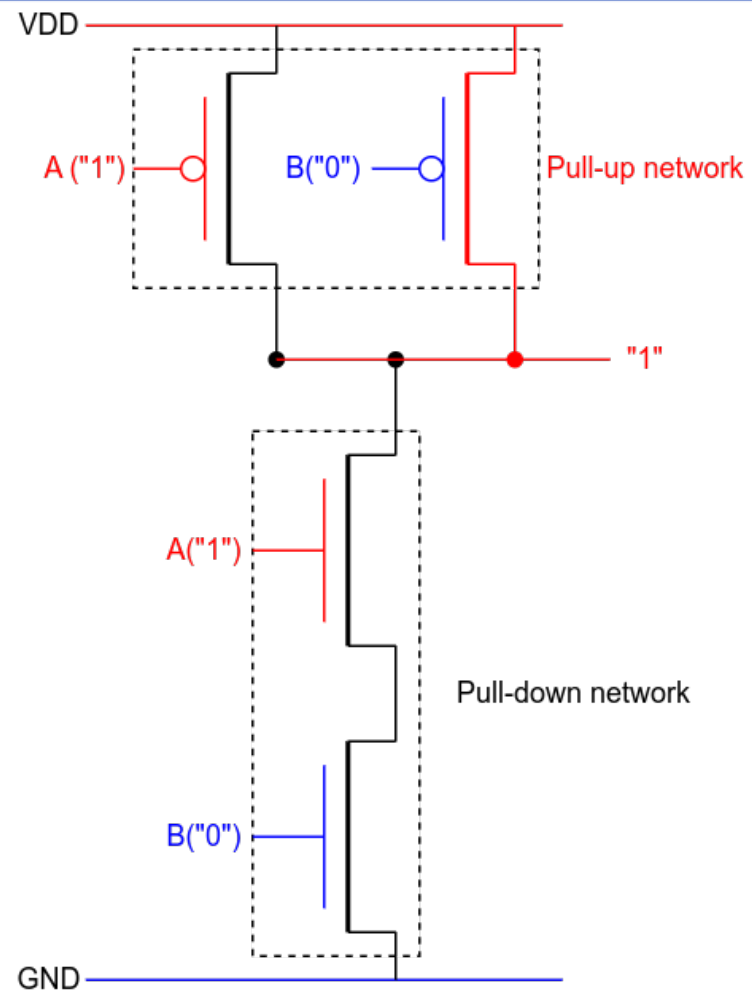 VDD
A ("1")
B("0")
Pull-up network
"1"
A("1")
Pull-down network
B("0")
GND